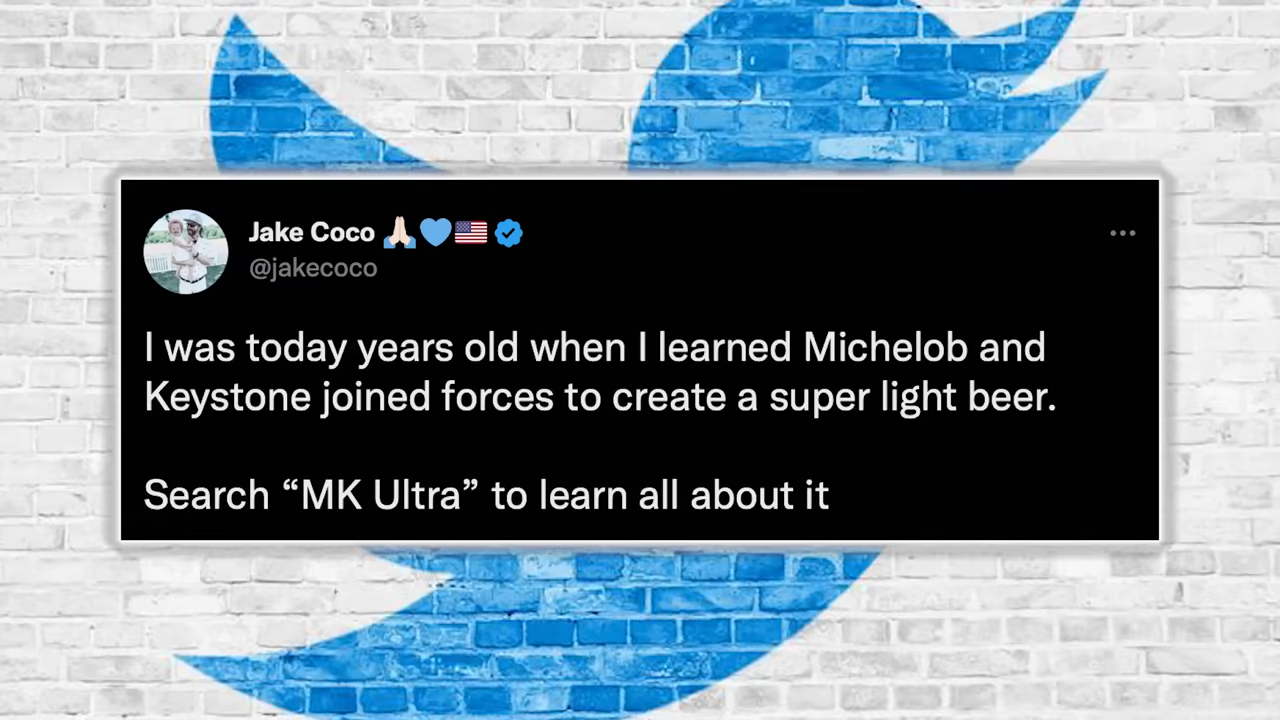 Jake Coco 🙏🏻💙🇺🇸
@jakecoco
I was today years old when I learned Michelob and
Keystone joined forces to create a super light beer.
Search “MK Ultra” to learn all about it